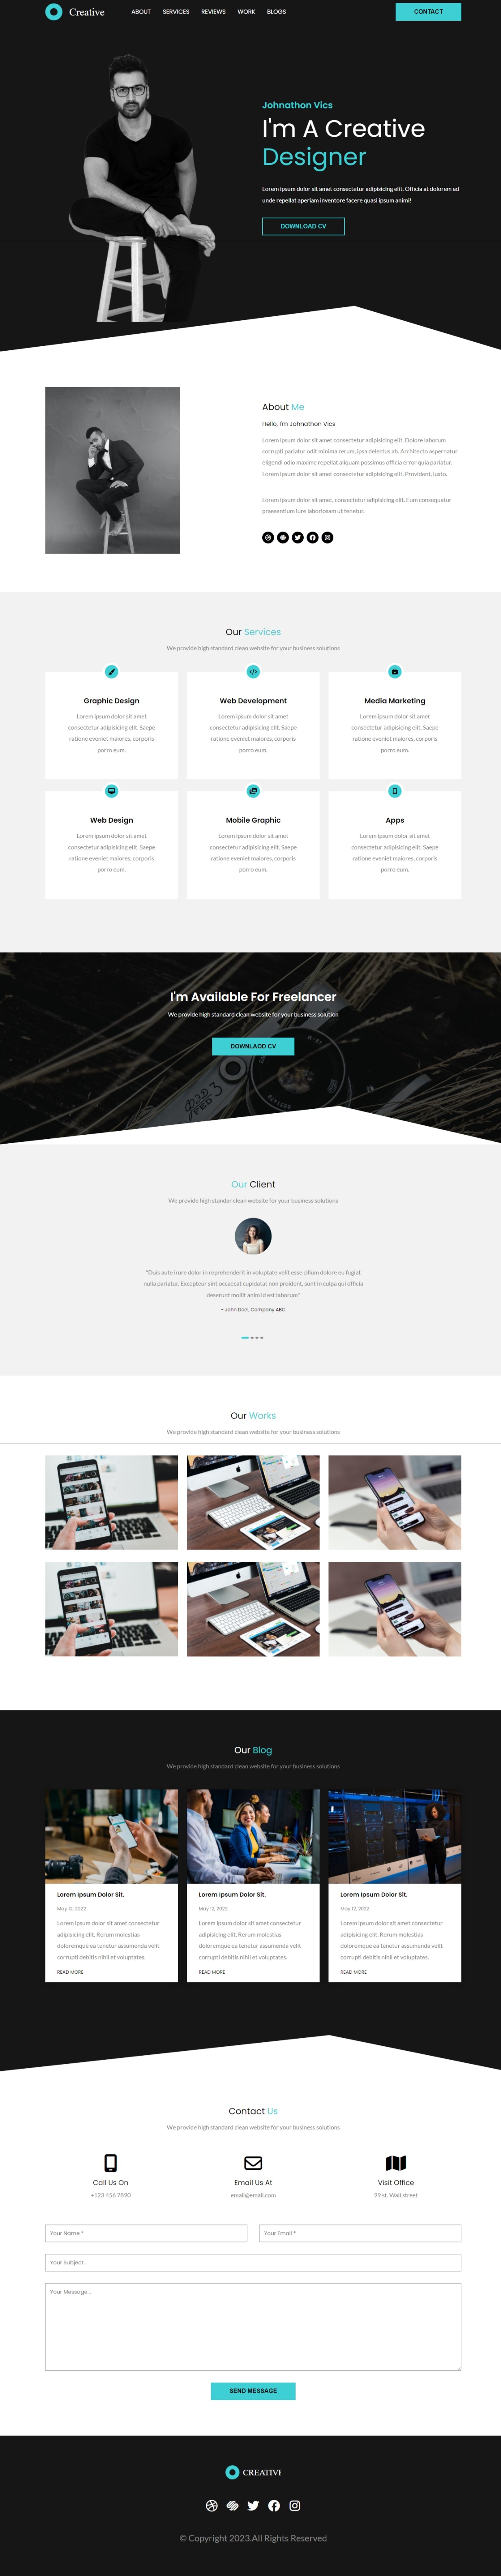 Creative
ABOUT SERVICES REVIEWS WORK BLOGS
CONTACT
Johnathon Vics
I'm A Creative
Designer
Lorem ipsum dolor sit amet consectetur adipisicing elit. Officia at dolorem ad
unde repellat aperiam inventore facere quasi ipsum animi!
DOWNLOAD CV
About Me
Hello, I'm Johnathon Vics
Lorem ipsum dolor sit amet consectetur adipisicing elit. Dolore laborum
corrupti pariatur odit minima rerum, ipsa delectus ab. Architecto aspernatur
eligendi odio maxime repellat aliquam possimus officia error quia pariatur.
Lorem ipsum dolor sit amet consectetur adipisicing elit. Provident, iusto.
Lorem ipsum dolor sit amet, consectetur adipisicing elit. Eum consequatur
praesentium iure laboriosam ut tenetur.
Our Services
We provide high standard clean website for your business solutions
Graphic Design
Lorem ipsum dolor sit amet
consectetur adipisicing elit. Saepe
ratione eveniet maiores, corporis
porro eum.
Web Development
Lorem ipsum dolor sit amet
consectetur adipisicing elit. Saepe
ratione eveniet maiores, corporis
porro eum.
Media Marketing
Lorem ipsum dolor sit amet
consectetur adipisicing elit. Saepe
ratione eveniet maiores, corporis
porro eum.
Web Design
Lorem ipsum dolor sit amet
consectetur adipisicing elit. Saepe
ratione eveniet maiores, corporis
porro eum.
Mobile Graphic
Lorem ipsum dolor sit amet
consectetur adipisicing elit. Saepe
ratione eveniet maiores, corporis
porro eum.
Apps
Lorem ipsum dolor sit amet
consectetur adipisicing elit. Saepe
ratione eveniet maiores, corporis
porro eum.
I'm Available For Freelancer
We provide high standard clean website for your business solution
DOWNLAOD CV
Our Client
We provide high standar clean website for your business solutions
"Duis aute irure dolor in reprehenderit in voluptate velit esse cillum dolore eu fugiat
nulla pariatur. Excepteur sint occaecat cupidatat non proident, sunt in culpa qui officia
deserunt mollit anim id est laborum"
- John Doel, Company ABC
Our Works
We provide high standard clean website for your business solutions
Our Blog
We provide high standard clean website for your business solutions
Lorem Ipsum Dolor Sit.
May 12, 2022
Lorem ipsum dolor sit amet consectetur
adipisicing elit. Rerum molestias
doloremque ea tenetur assumenda velit
corrupti debitis nihil et voluptates.
READ MORE
Lorem Ipsum Dolor Sit.
May 12, 2022
Lorem ipsum dolor sit amet consectetur
adipisicing elit. Rerum molestias
doloremque ea tenetur assumenda velit
corrupti debitis nihil et voluptates.
READ MORE
Lorem Ipsum Dolor Sit.
May 12, 2022
Lorem ipsum dolor sit amet consectetur
adipisicing elit. Rerum molestias
doloremque ea tenetur assumenda velit
corrupti debitis nihil et voluptates.
READ MORE
Contact Us
We provide high standard clean website for your business solutions
Call Us On
+123 456 7890
Email Us At
email@email.com
Visit Office
99 st. Wall street
Your Name *
Your Email *
Your Subject...
Your Message...
SEND MESSAGE
CREATIVI
© Copyright 2023.All Rights Reserved